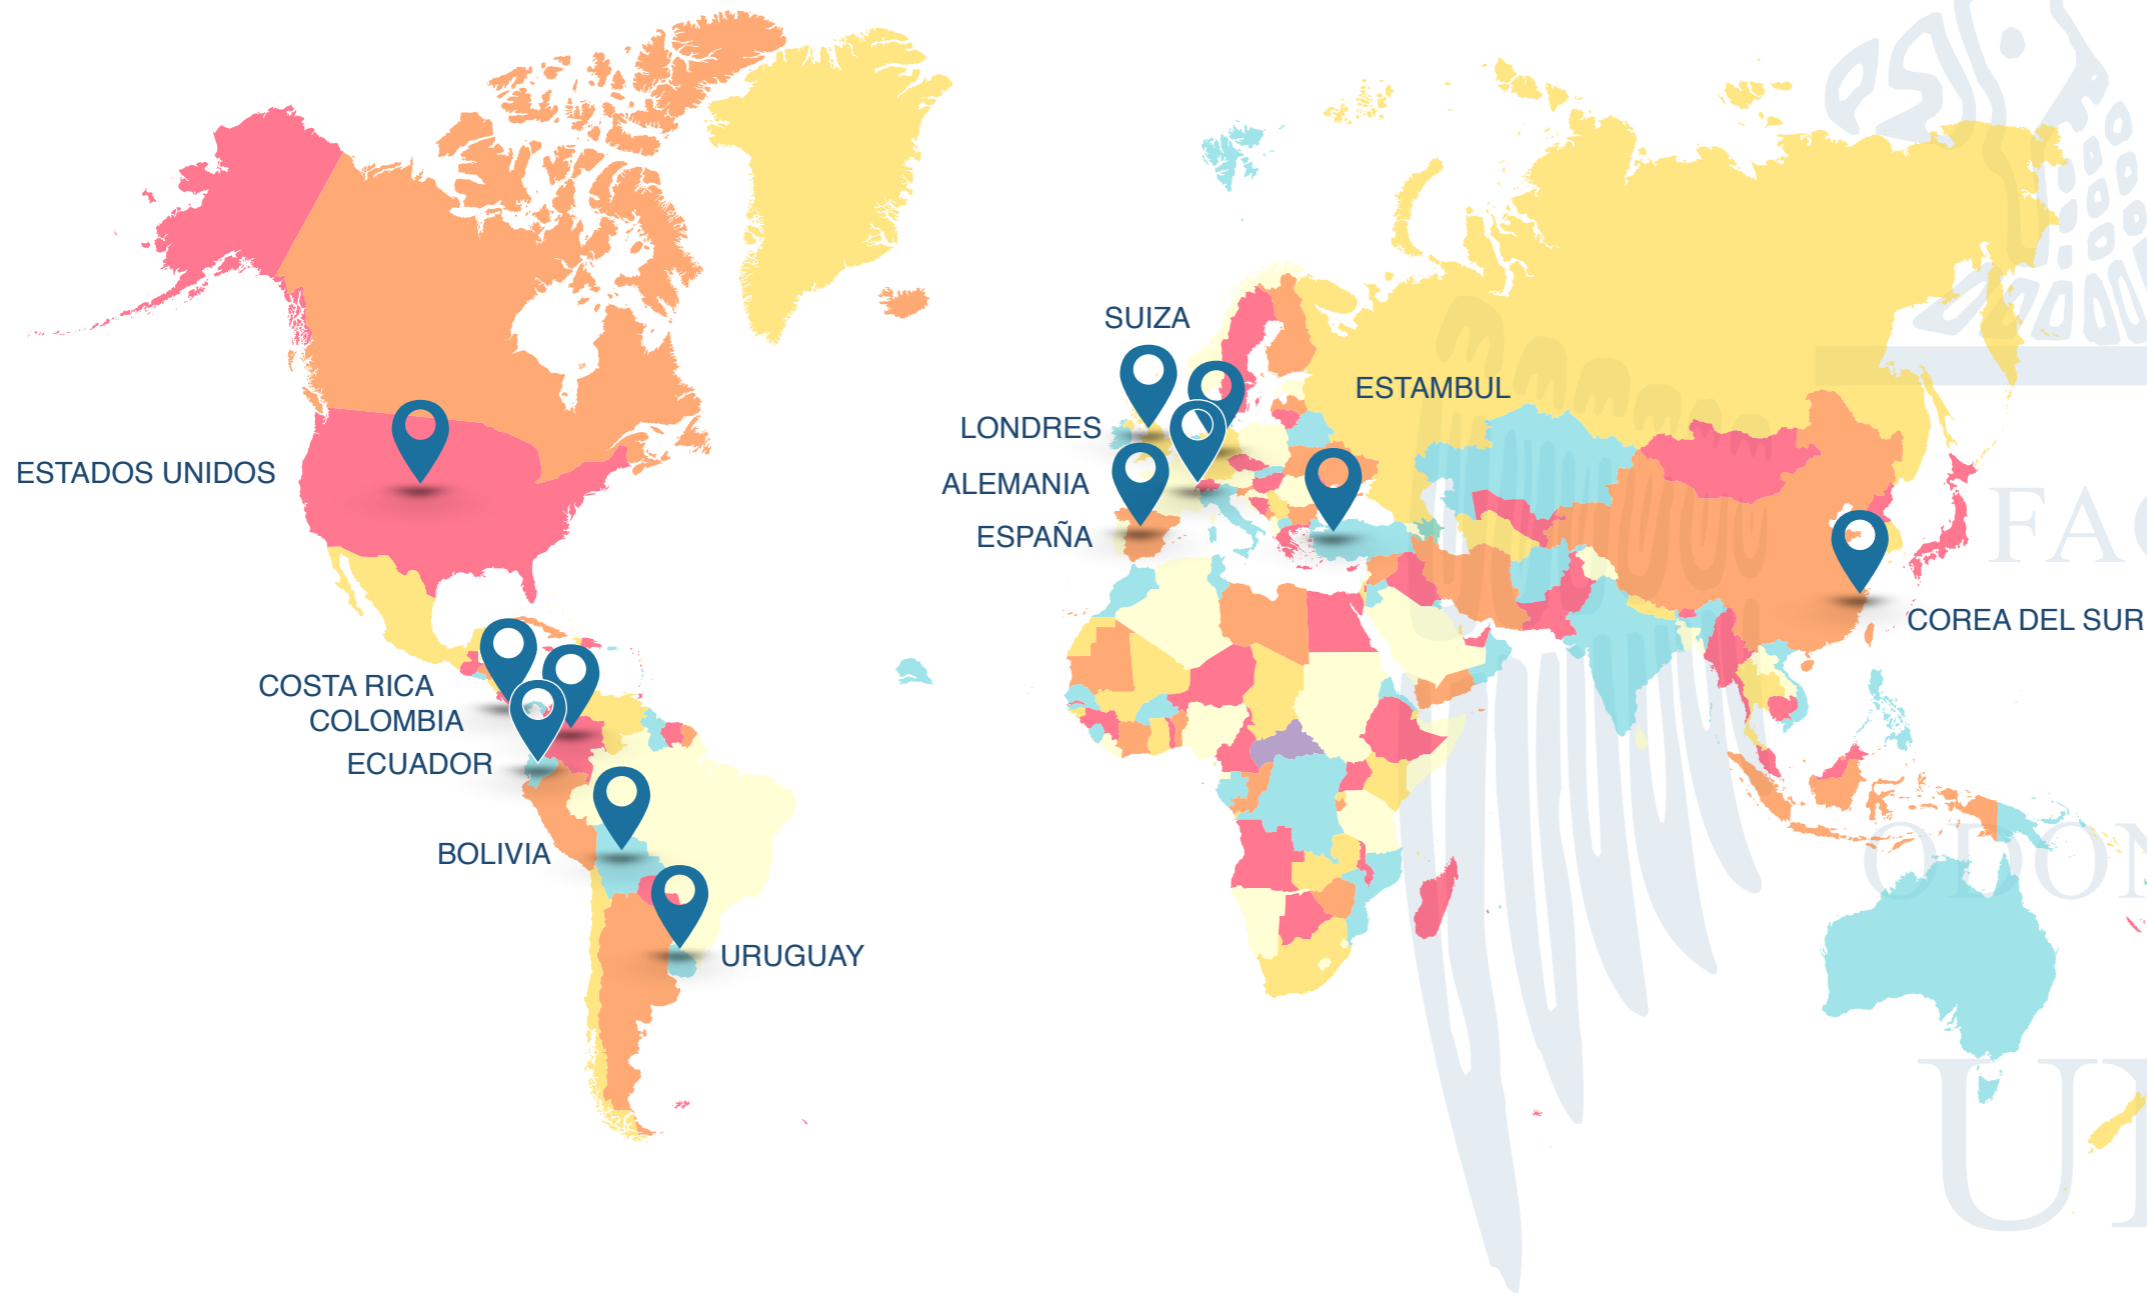 SUIZA
ESTAMBUL
LONDRES
ESTADOS UNIDOS
ALEMANIA
ESPAÑA
COREA DEL SUR
COSTA RICA
COLOMBIA
ECUADOR
BOLIVIA
URUGUAY